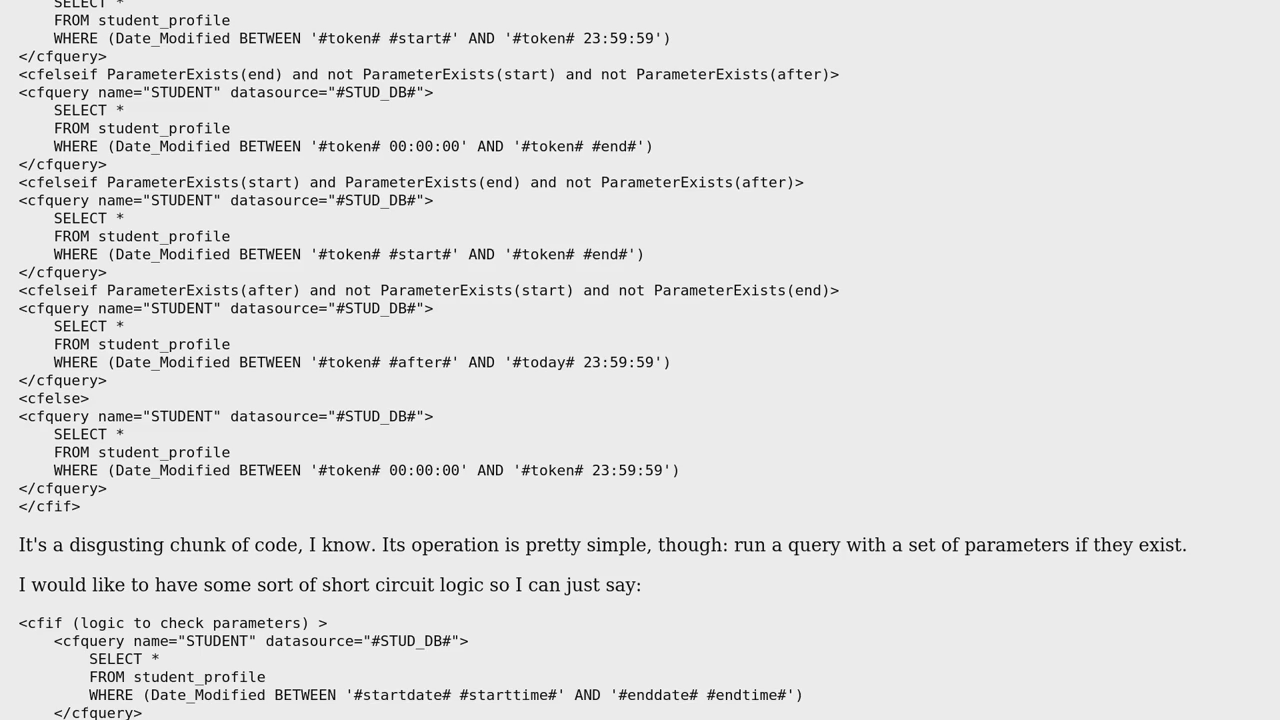 SELECT *
    FROM student_profile
    WHERE (Date_Modified BETWEEN '#token# #start#' AND '#token# 23:59:59')
</cfquery>
<cfelseif ParameterExists(end) and not ParameterExists(start) and not ParameterExists(after)>
<cfquery name="STUDENT" datasource="#STUD_DB#">
    SELECT *
    FROM student_profile
    WHERE (Date_Modified BETWEEN '#token# 00:00:00' AND '#token# #end#')
</cfquery>
<cfelseif ParameterExists(start) and ParameterExists(end) and not ParameterExists(after)>
<cfquery name="STUDENT" datasource="#STUD_DB#">
    SELECT *
    FROM student_profile
    WHERE (Date_Modified BETWEEN '#token# #start#' AND '#token# #end#')
</cfquery>
<cfelseif ParameterExists(after) and not ParameterExists(start) and not ParameterExists(end)>
<cfquery name="STUDENT" datasource="#STUD_DB#">
    SELECT *
    FROM student_profile
    WHERE (Date_Modified BETWEEN '#token# #after#' AND '#today# 23:59:59')
</cfquery>
<cfelse>
<cfquery name="STUDENT" datasource="#STUD_DB#">
    SELECT *
    FROM student_profile
    WHERE (Date_Modified BETWEEN '#token# 00:00:00' AND '#token# 23:59:59')
</cfquery>
</cfif>
It's a disgusting chunk of code, I know. Its operation is pretty simple, though: run a query with a set of parameters if they exist.
I would like to have some sort of short circuit logic so I can just say:
<cfif (logic to check parameters) >
    <cfquery name="STUDENT" datasource="#STUD_DB#">
        SELECT *
        FROM student_profile
        WHERE (Date_Modified BETWEEN '#startdate# #starttime#' AND '#enddate# #endtime#')
    </cfquery>